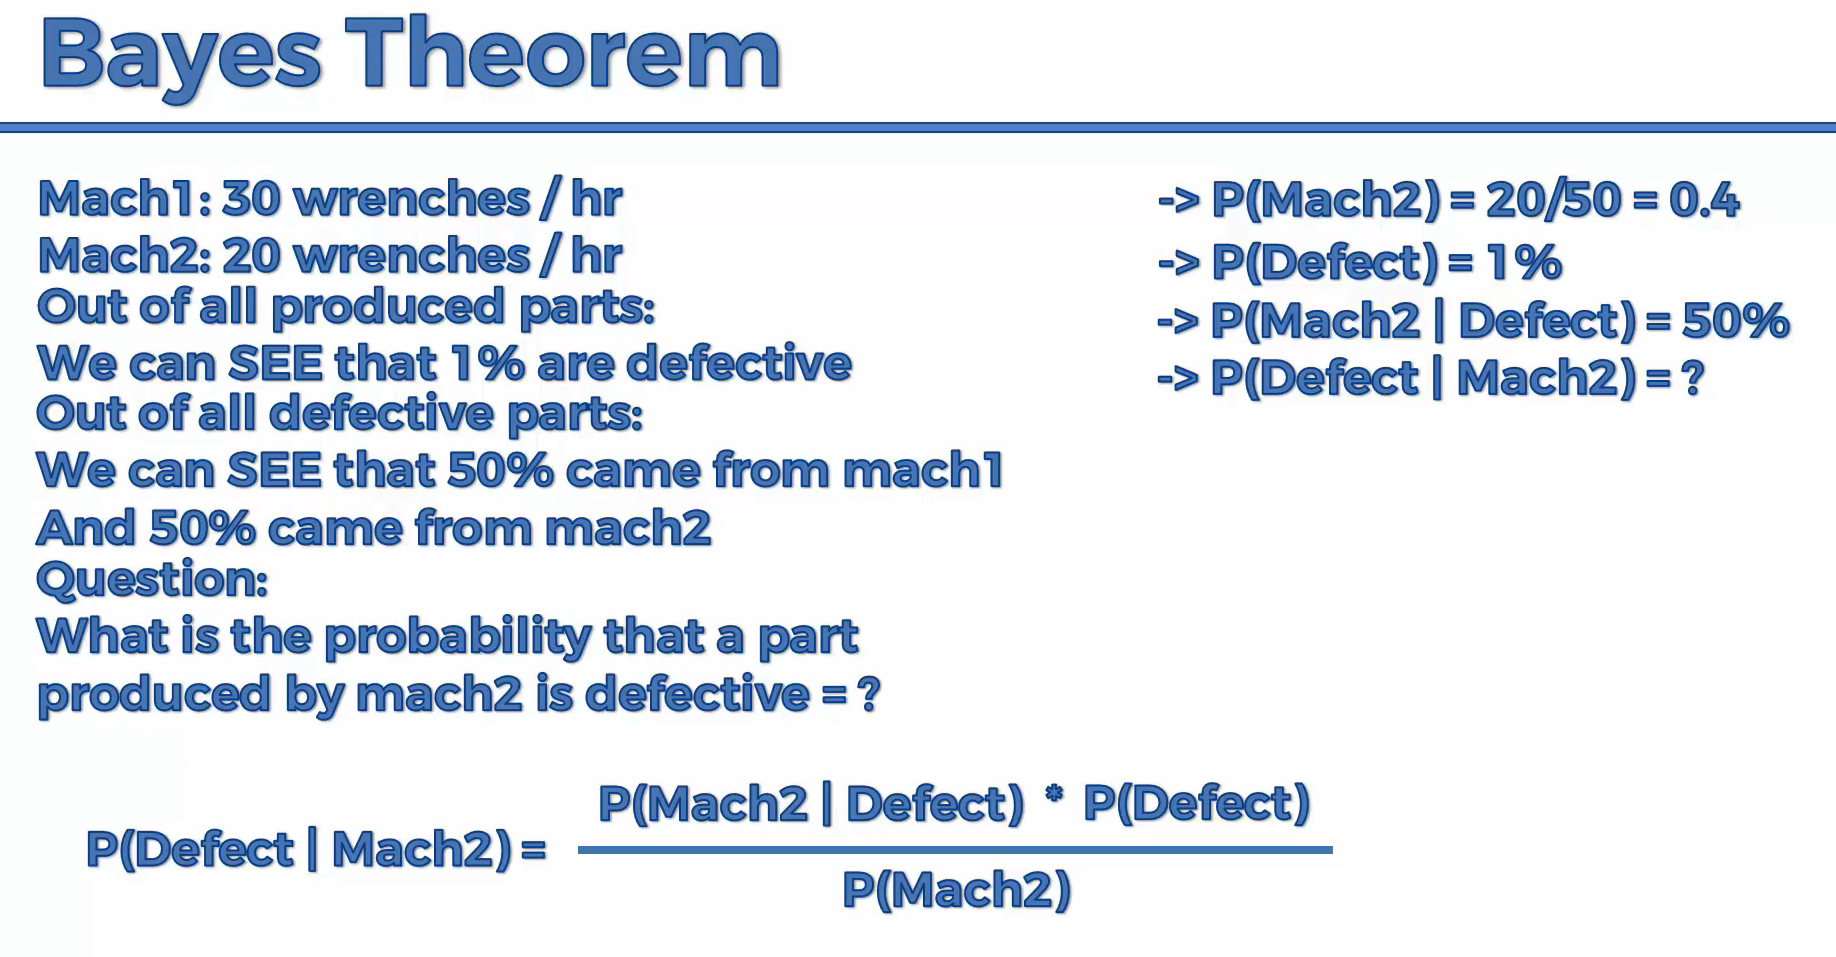 Bayes Theorem
Mach1: 30 wrenches / hr
Mach2: 20 wrenches / hr
Out of all produced parts:
We can SEE that 1% are defective
Out of all defective parts:
We can SEE that 50% came from mach1
And 50% came from mach2
Question:
What is the probability that a part
produced by mach2 is defective = ?
-> P(Mach2) = 20/50 = 0.4
-> P(Defect) = 1%
-> P(Mach2 | Defect) = 50%
-> P(Defect | Mach2) = ?
P(Mach2 | Defect) * P(Defect)
P(Defect | Mach2) =
P(Mach2)